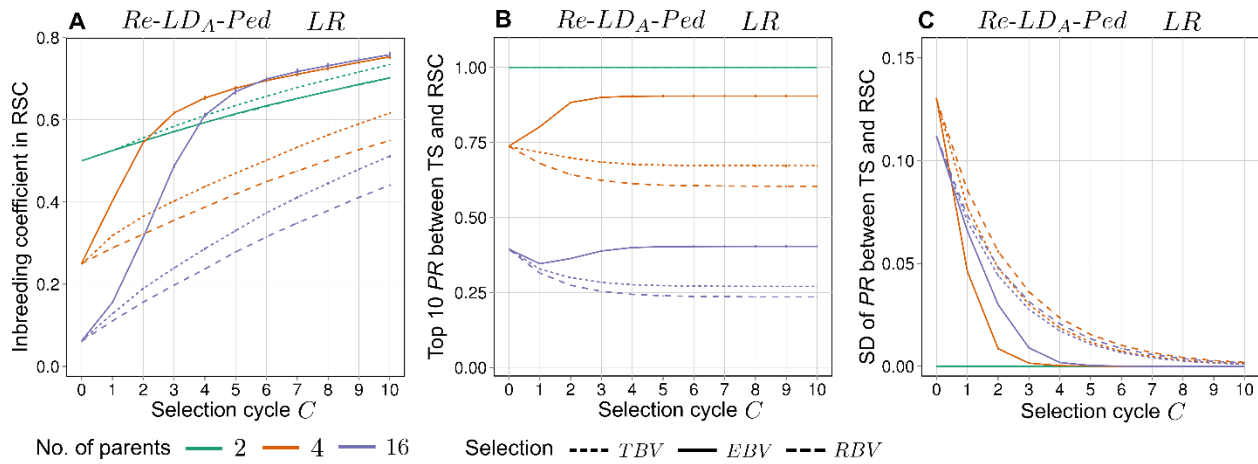 A Re-LD_A-Ped LR
Inbreeding coefficient in RSC
0.8
0.6
0.4
0.2
0.0
0 1 2 3 4 5 6 7 8 9 10
Selection cycle C
B Re-LD_A-Ped LR
Top 10 PR between TS and RSC
1.00
0.75
0.50
0.25
0.00
0 1 2 3 4 5 6 7 8 9 10
Selection cycle C
C Re-LD_A-Ped LR
SD of PR between TS and RSC
0.15
0.10
0.05
0.00
0 1 2 3 4 5 6 7 8 9 10
Selection cycle C
No. of parents 2 4 16
Selection TBV EBV RBV